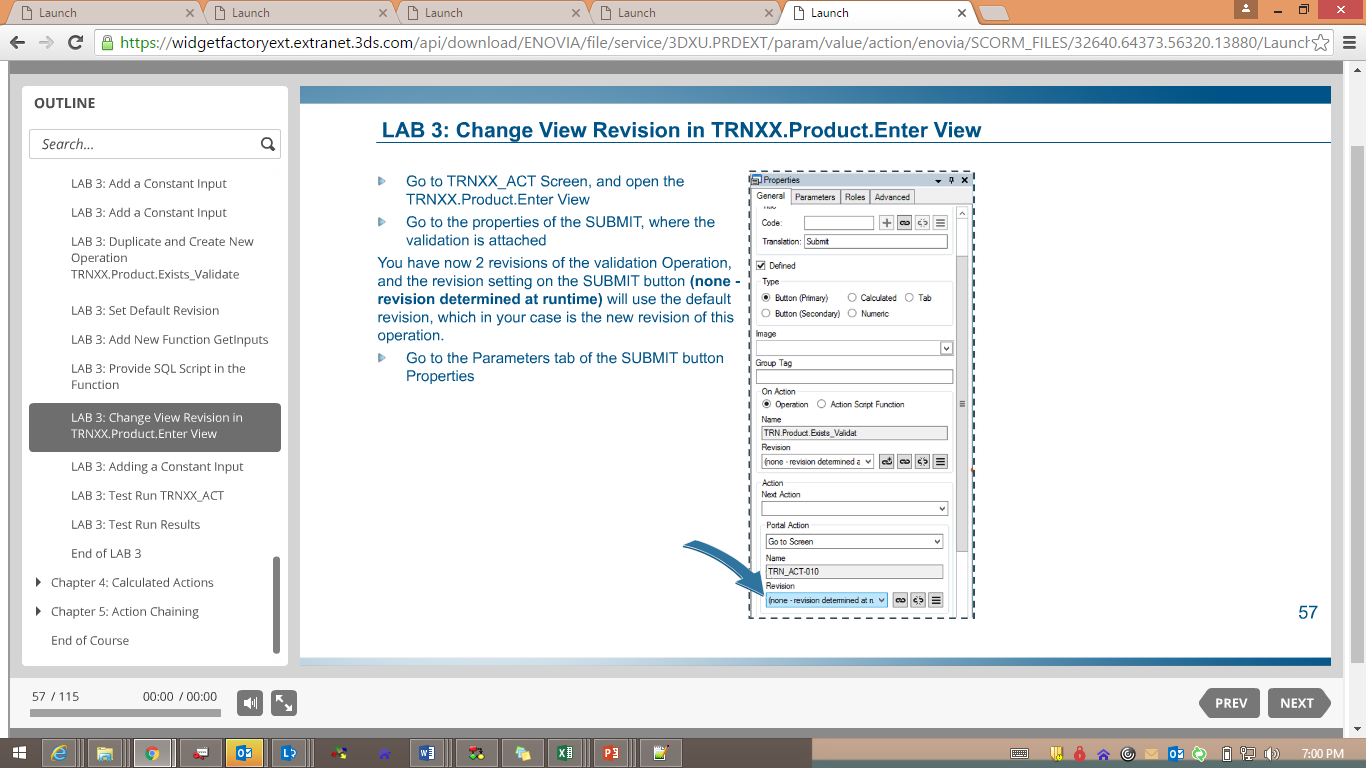 Launch
Launch
Launch
Launch
Launch
https://widgetfactoryext.extranet.3ds.com/api/download/ENOVIA/file/service/3DXU.PRDEXT/param/value/action/enovia/SCORM_FILES/32640.64373.56320.13880/Launch
OUTLINE
Search...
LAB 3: Add a Constant Input
LAB 3: Add a Constant Input
LAB 3: Duplicate and Create New
Operation
TRNXX.Product.Exists_Validate
LAB 3: Set Default Revision
LAB 3: Add New Function GetInputs
LAB 3: Provide SQL Script in the
Function
LAB 3: Change View Revision in
TRNXX.Product.Enter View
LAB 3: Adding a Constant Input
LAB 3: Test Run TRNXX_ACT
LAB 3: Test Run Results
End of LAB 3
Chapter 4: Calculated Actions
Chapter 5: Action Chaining
End of Course
LAB 3: Change View Revision in TRNXX.Product.Enter View
Go to TRNXX_ACT Screen, and open the
TRNXX.Product.Enter View
Go to the properties of the SUBMIT, where the
validation is attached
You have now 2 revisions of the validation Operation,
and the revision setting on the SUBMIT button (none -
revision determined at runtime) will use the default
revision, which in your case is the new revision of this
operation.
Go to the Parameters tab of the SUBMIT button
Properties
Properties
General Parameters Roles Advanced
Title
Code:
Translation: Submit
Defined
Type
Button (Primary) Calculated Tab
Button (Secondary) Numeric
Image
Group Tag
On Action
Operation Action Script Function
Name
TRN.Product.Exists_Validat
Revision
(none - revision determined a
Action
Next Action
Portal Action
Go to Screen
Name
TRN_ACT-010
Revision
(none - revision determined at n
57
57 / 115 00:00 / 00:00
PREV NEXT
7:00 PM